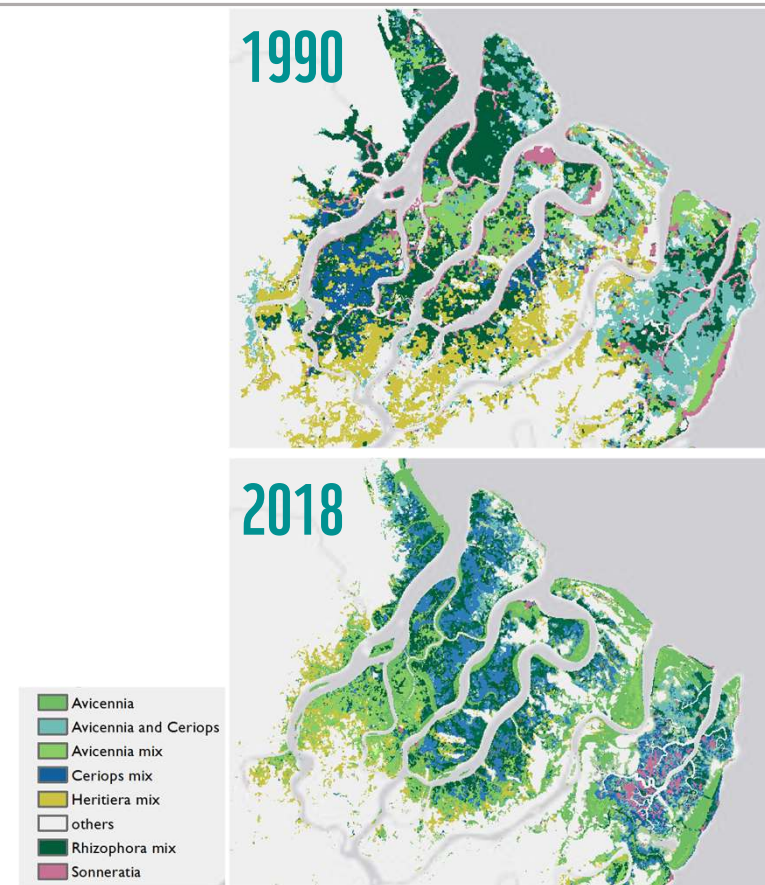 1990
2018
Avicennia
Avicennia and Ceriops
Avicennia mix
Ceriops mix
Heritiera mix
others
Rhizophora mix
Sonneratia